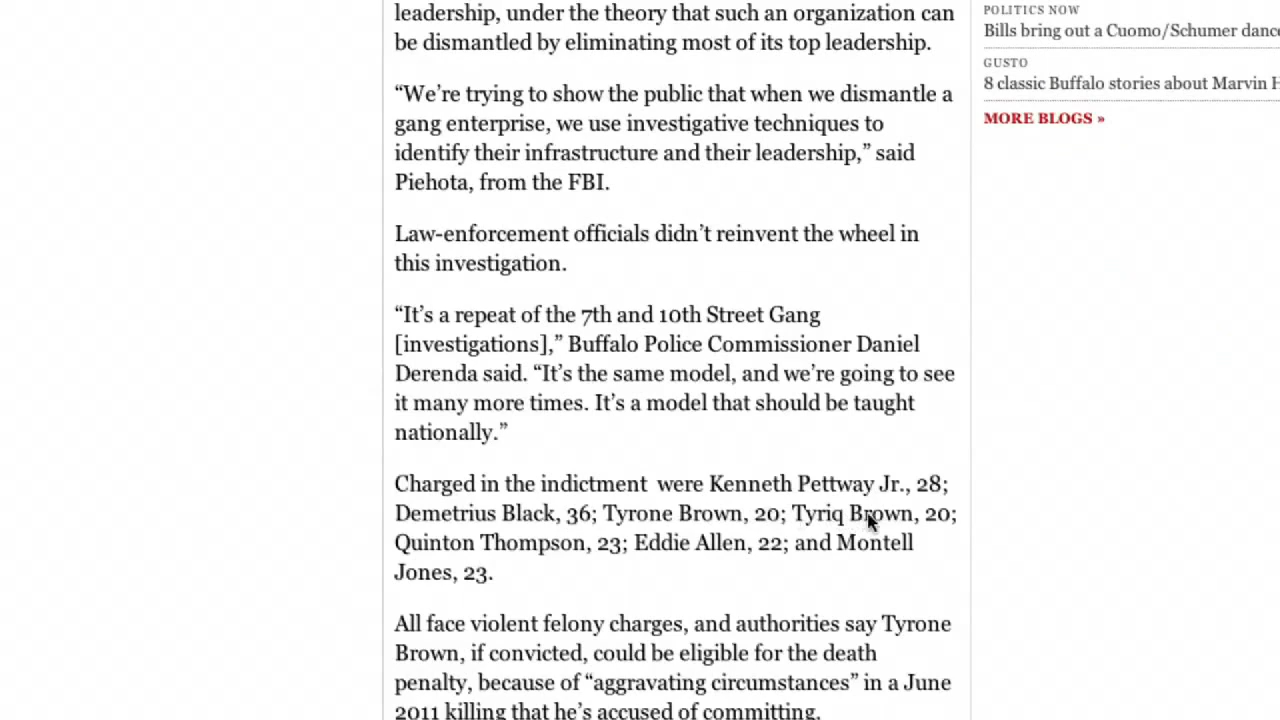 leadership, under the theory that such an organization can
be dismantled by eliminating most of its top leadership.
“We’re trying to show the public that when we dismantle a
gang enterprise, we use investigative techniques to
identify their infrastructure and their leadership,” said
Piehota, from the FBI.
Law-enforcement officials didn’t reinvent the wheel in
this investigation.
“It’s a repeat of the 7th and 10th Street Gang
[investigations],” Buffalo Police Commissioner Daniel
Derenda said. “It’s the same model, and we’re going to see
it many more times. It’s a model that should be taught
nationally.”
Charged in the indictment were Kenneth Pettway Jr., 28;
Demetrius Black, 36; Tyrone Brown, 20; Tyriq Brown, 20;
Quinton Thompson, 23; Eddie Allen, 22; and Montell
Jones, 23.
All face violent felony charges, and authorities say Tyrone
Brown, if convicted, could be eligible for the death
penalty, because of “aggravating circumstances” in a June
2011 killing that he’s accused of committing.
POLITICS NOW
Bills bring out a Cuomo/Schumer danc
GUSTO
8 classic Buffalo stories about Marvin H
MORE BLOGS »